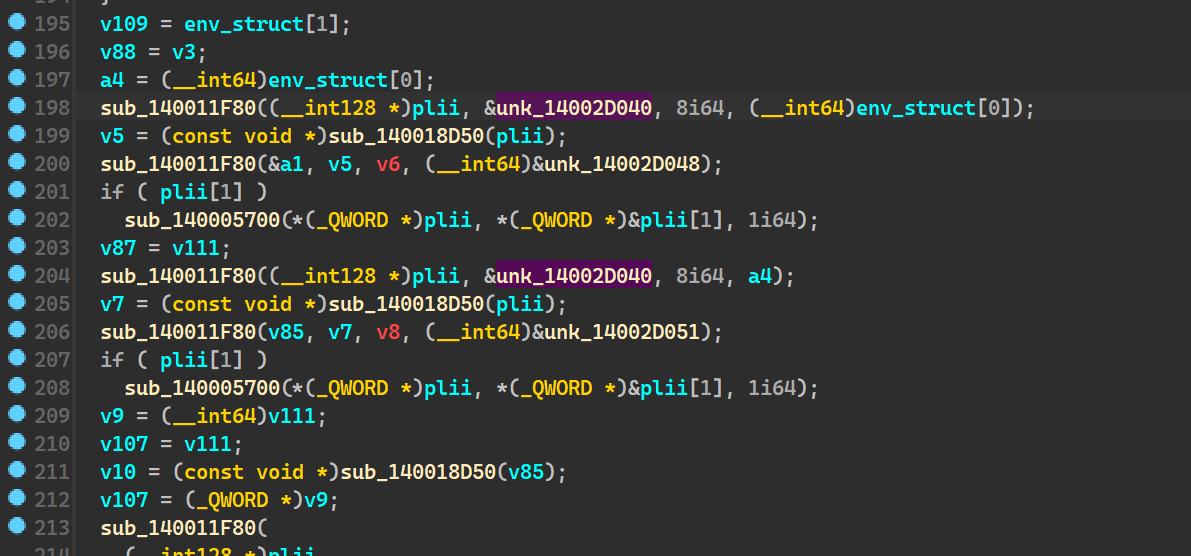 195 v109 = env_struct[1];
196 v88 = v3;
197 a4 = (__int64)env_struct[0];
198 sub_140011F80((__int128 *)plii, &unk_14002D040, 8i64, (__int64)env_struct[0]);
199 v5 = (const void *)sub_140018D50(plii);
200 sub_140011F80(&a1, v5, v6, (__int64)&unk_14002D048);
201 if ( plii[1] )
202 sub_140005700(*(_QWORD *)plii, *(_QWORD *)&plii[1], 1i64);
203 v87 = v111;
204 sub_140011F80((__int128 *)plii, &unk_14002D040, 8i64, a4);
205 v7 = (const void *)sub_140018D50(plii);
206 sub_140011F80(v85, v7, v8, (__int64)&unk_14002D051);
207 if ( plii[1] )
208 sub_140005700(*(_QWORD *)plii, *(_QWORD *)&plii[1], 1i64);
209 v9 = (__int64)v111;
210 v107 = v111;
211 v10 = (const void *)sub_140018D50(v85);
212 v107 = (_QWORD *)v9;
213 sub_140011F80(
214 (__int128 *)plii